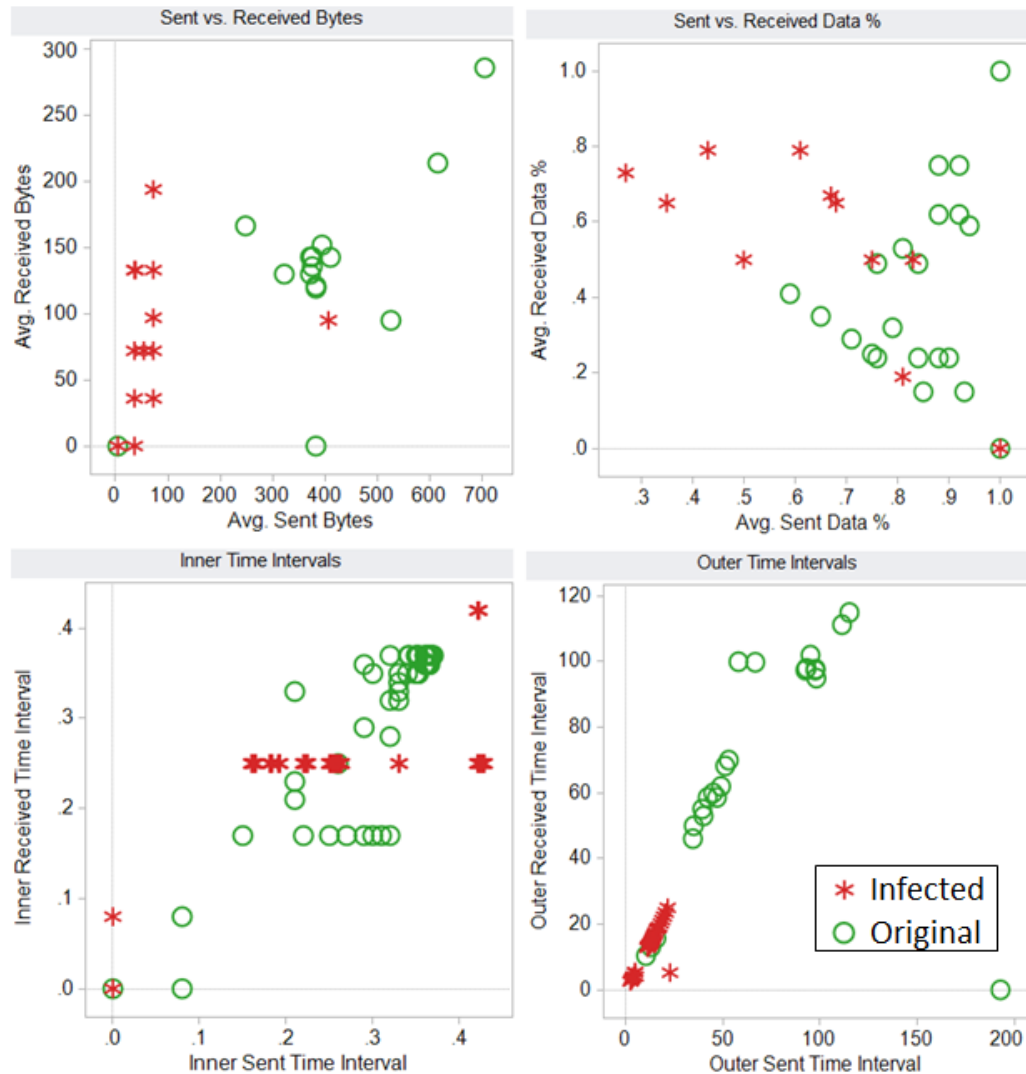 Sent vs. Received Bytes
300
250
200
150
100
50
0
Avg. Received Bytes
0 100 200 300 400 500 600 700
Avg. Sent Bytes
Sent vs. Received Data %
1.0
.8
.6
.4
.2
.0
Avg. Received Data %
.3 .4 .5 .6 .7 .8 .9 1.0
Avg. Sent Data %
Inner Time Intervals
.4
.3
.2
.1
.0
Inner Received Time Interval
.0 .1 .2 .3 .4
Inner Sent Time Interval
Outer Time Intervals
120
100
80
60
40
20
0
Outer Received Time Interval
Infected
Original
0 50 100 150 200
Outer Sent Time Interval